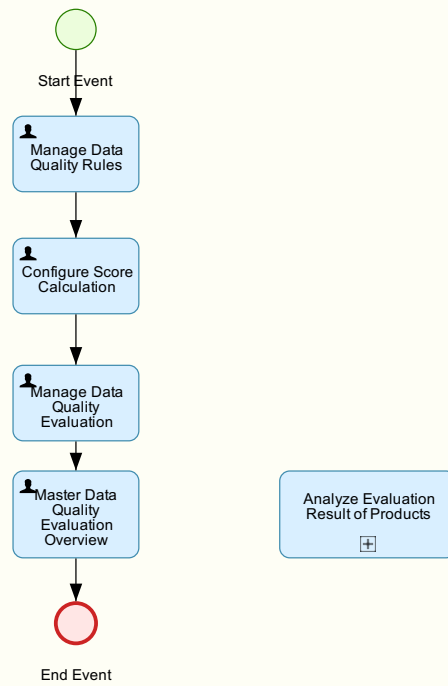 Start Event
Manage Data
Quality Rules
Configure Score
Calculation
Manage Data
Quality
Evaluation
Master Data
Quality
Evaluation
Overview
Analyze Evaluation
Result of Products
End Event